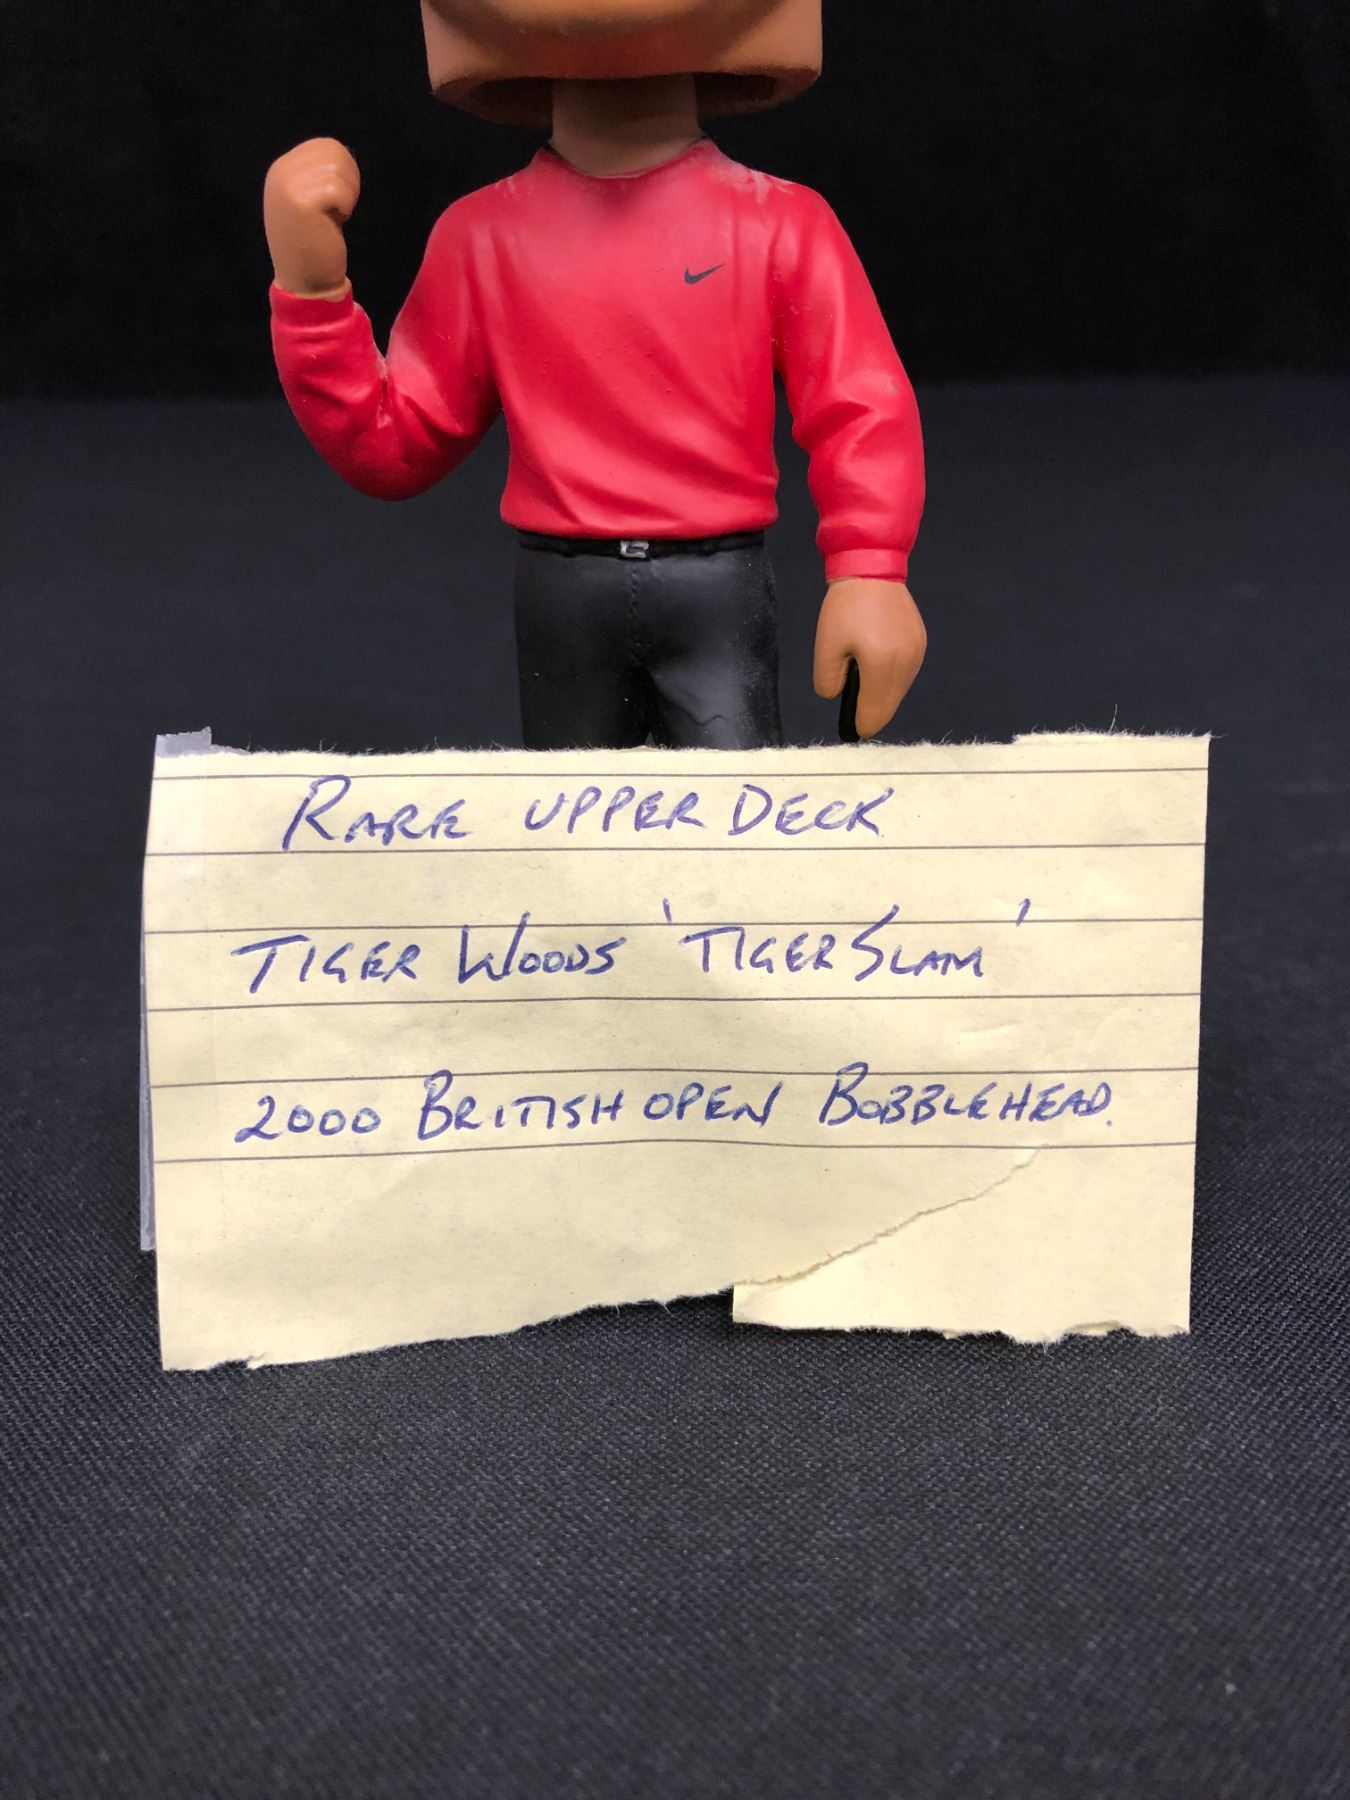 RARE UPPER DECK
TIGER WOODS 'TIGER SLAM'
2000 BRITISH OPEN BOBBLEHEAD.